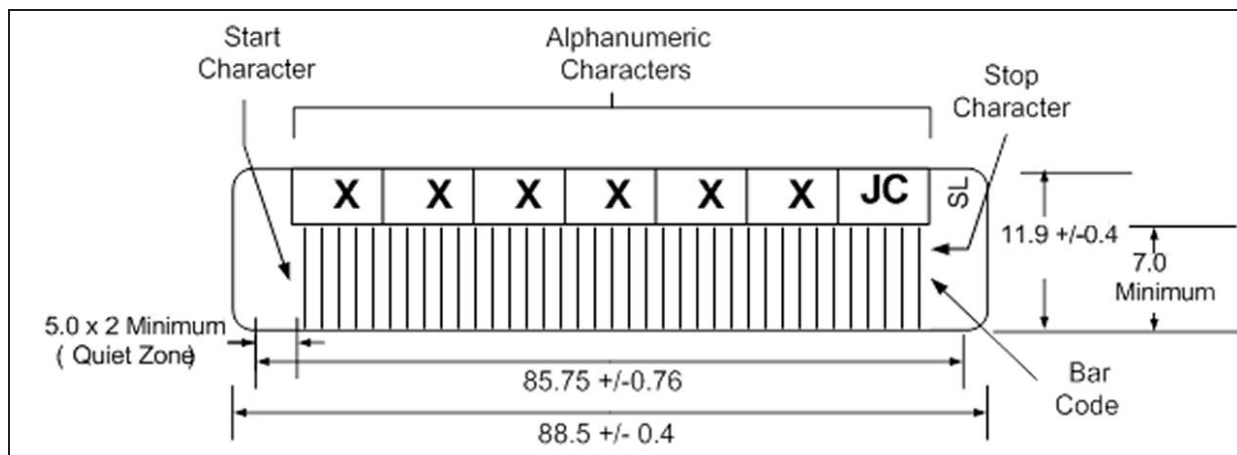 Start
Character
Alphanumeric
Characters
Stop
Character
X X X X X X JC SL
11.9 +/-0.4
7.0
Minimum
5.0 x 2 Minimum
( Quiet Zone)
85.75 +/-0.76
88.5 +/- 0.4
Bar
Code